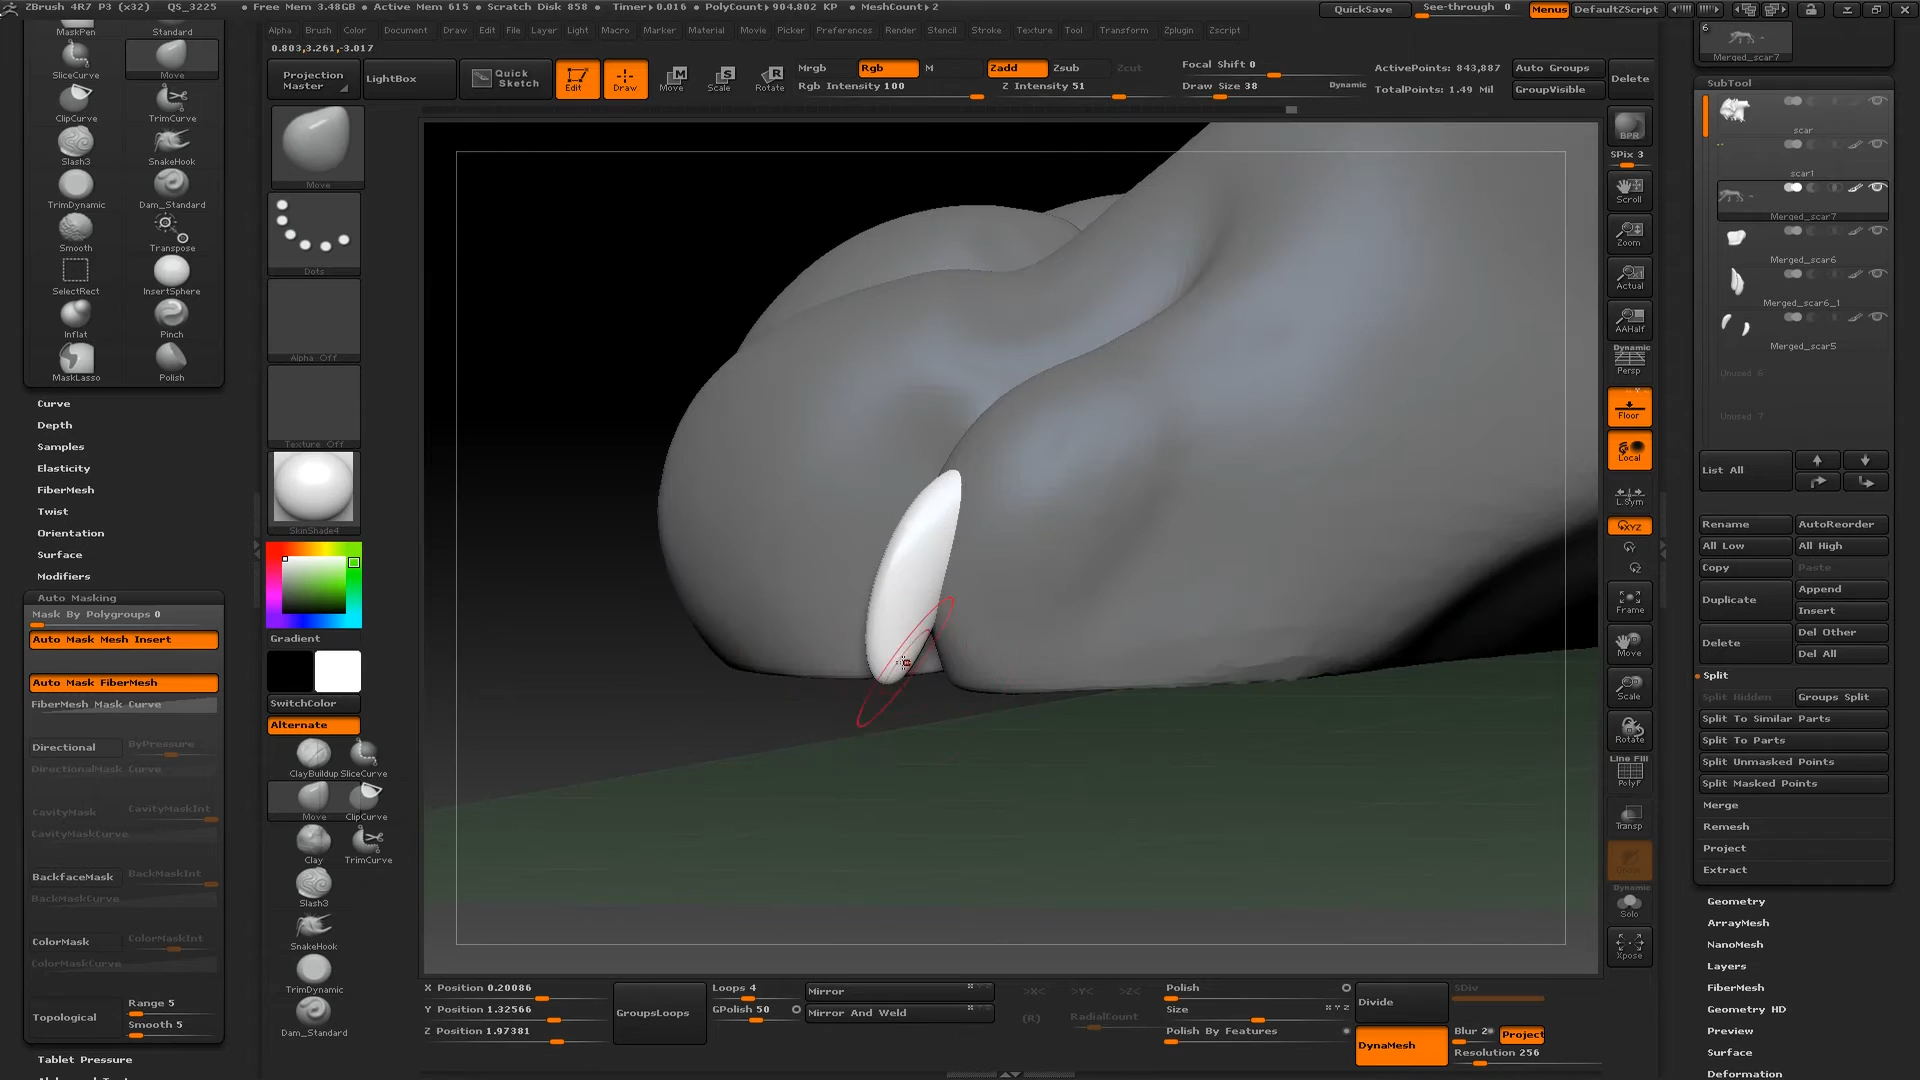 ZBrush 4R7 P3 (x32) QS_3225 ● Free Mem 3.48GB ● Active Mem 615 ● Scratch Disk 858 ● Timer▸0.016 ● PolyCount▸904.802 KP ● MeshCount▸2
QuickSave See-through 0 Menus DefaultZScript
Alpha Brush Color Document Draw Edit File Layer Light Macro Marker Material Movie Picker Preferences Render Stencil Stroke Texture Tool Transform Zplugin Zscript
0.803,3.261,-3.017
Projection Master
LightBox
Quick Sketch
Edit
Draw
Move
Scale
Rotate
Mrgb Rgb M
Rgb Intensity 100
Zadd Zsub Zcut
Z Intensity 51
Focal Shift 0
Draw Size 38
Dynamic
ActivePoints: 843,887
TotalPoints: 1.49 Mil
Auto Groups
GroupVisible
Delete
MaskPen Standard
SliceCurve Move
ClipCurve TrimCurve
Slash3 SnakeHook
TrimDynamic Dam_Standard
Smooth Transpose
SelectRect InsertSphere
Inflat Pinch
MaskLasso Polish
Curve
Depth
Samples
Elasticity
FiberMesh
Twist
Orientation
Surface
Modifiers
Auto Masking
Mask By Polygroups 0
Auto Mask Mesh Insert
Auto Mask FiberMesh
FiberMesh Mask Curve
Directional ByPressure
DirectionalMask Curve
CavityMask CavityMaskInt
CavityMaskCurve
BackfaceMask BackMaskInt
BackMaskCurve
ColorMask ColorMaskInt
ColorMaskCurve
Topological
Range 5
Smooth 5
Tablet Pressure
Move
Dots
Alpha Off
Texture Off
SkinShade4
Gradient
SwitchColor
Alternate
ClayBuildup SliceCurve
Move ClipCurve
Clay TrimCurve
Slash3
SnakeHook
TrimDynamic
Dam_Standard
BPR
SPix 3
Scroll
Zoom
Actual
AAHalf
Dynamic
Persp
Floor
Local
L.Sym
XYZ
Frame
Move
Scale
Rotate
Line Fill
PolyF
Transp
Dynamic
Solo
Xpose
6
Merged_scar7
SubTool
scar
scar1
Merged_scar7
Merged_scar6
Merged_scar6_1
Merged_scar5
Unused 6
Unused 7
List All
Rename AutoReorder
All Low All High
Copy Paste
Duplicate Append
Insert
Delete Del Other
Del All
Split
Split Hidden Groups Split
Split To Similar Parts
Split To Parts
Split Unmasked Points
Split Masked Points
Merge
Remesh
Project
Extract
Geometry
ArrayMesh
NanoMesh
Layers
FiberMesh
Geometry HD
Preview
Surface
Deformation
X Position 0.20086
Y Position 1.32566
Z Position 1.97381
GroupsLoops
Loops 4
GPolish 50
Mirror
Mirror And Weld
>X< >Y< >Z<
(R) RadialCount
Polish
Size X Y Z
Polish By Features
Divide
DynaMesh
SDiv
Blur 2 Project
Resolution 256